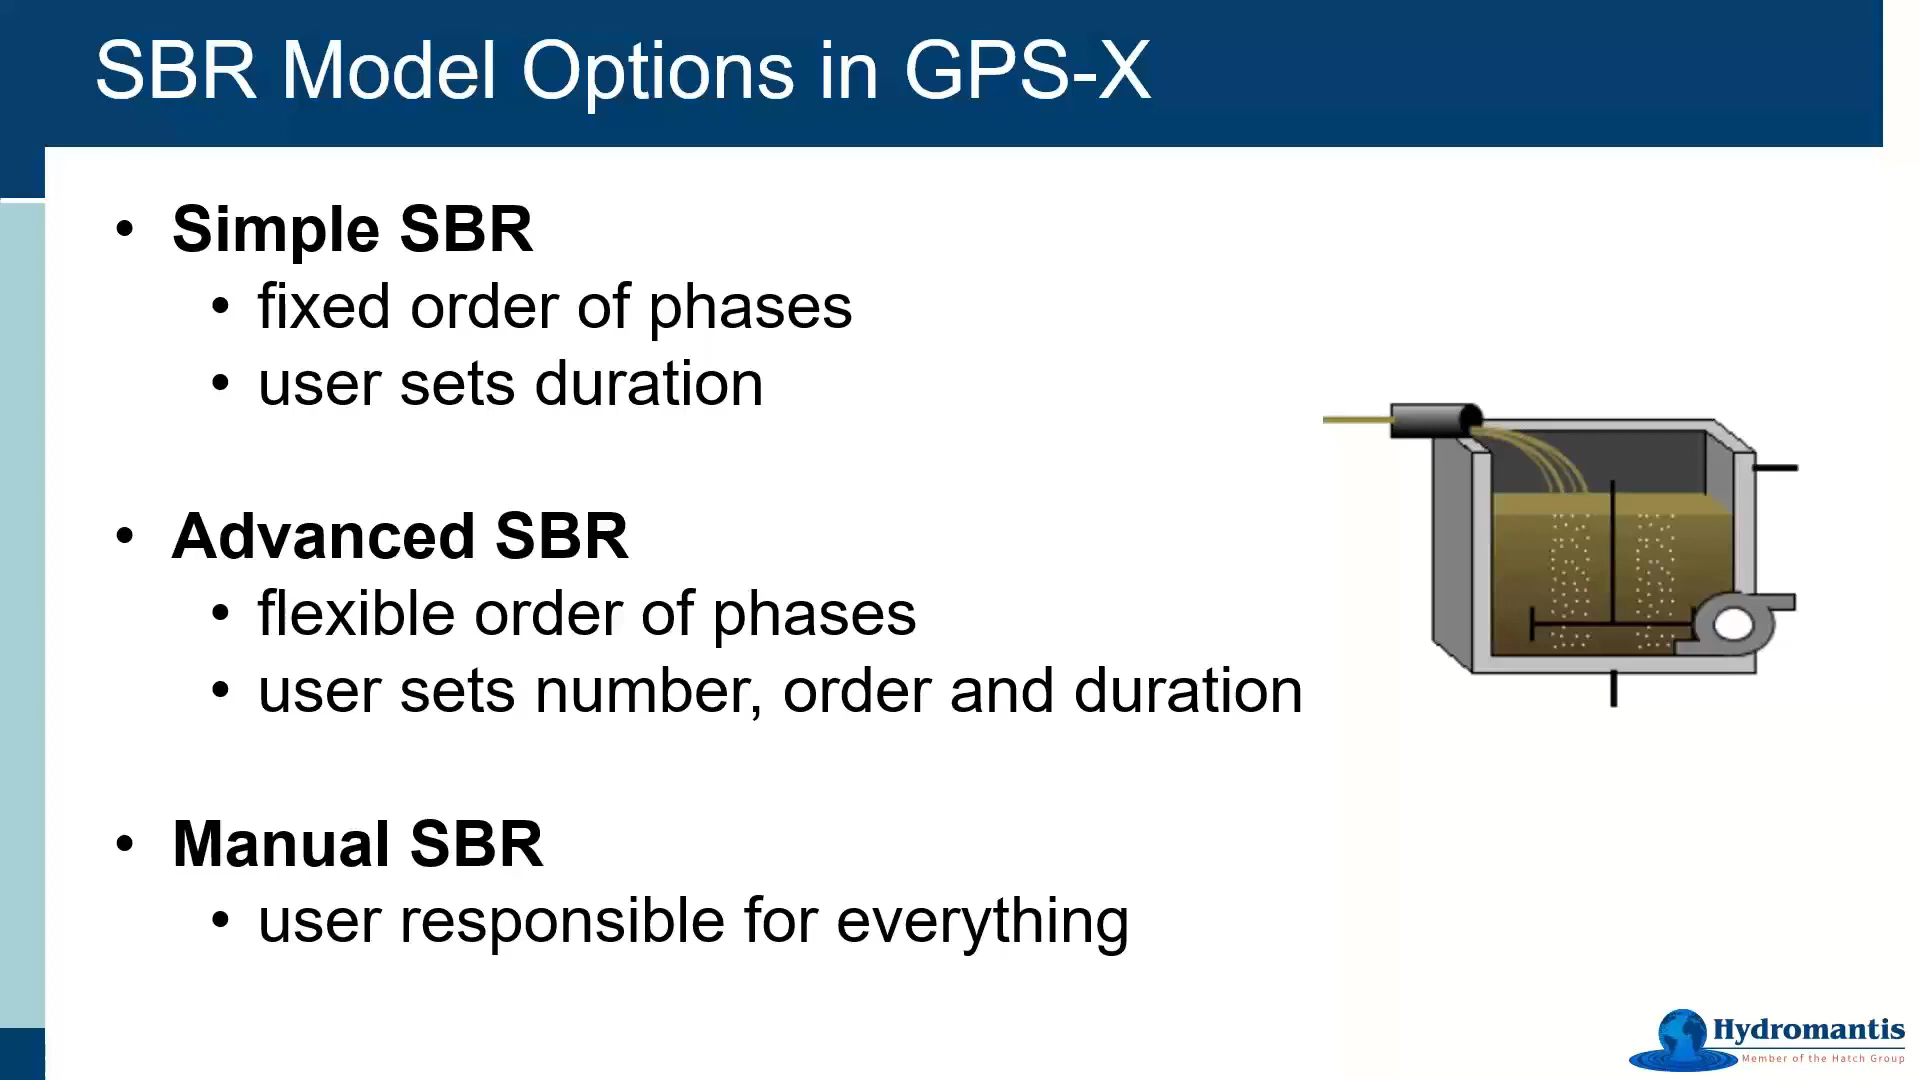 SBR Model Options in GPS-X
• Simple SBR
• fixed order of phases
• user sets duration
• Advanced SBR
• flexible order of phases
• user sets number, order and duration
• Manual SBR
• user responsible for everything
Hydromantis
Member of the Hatch Group